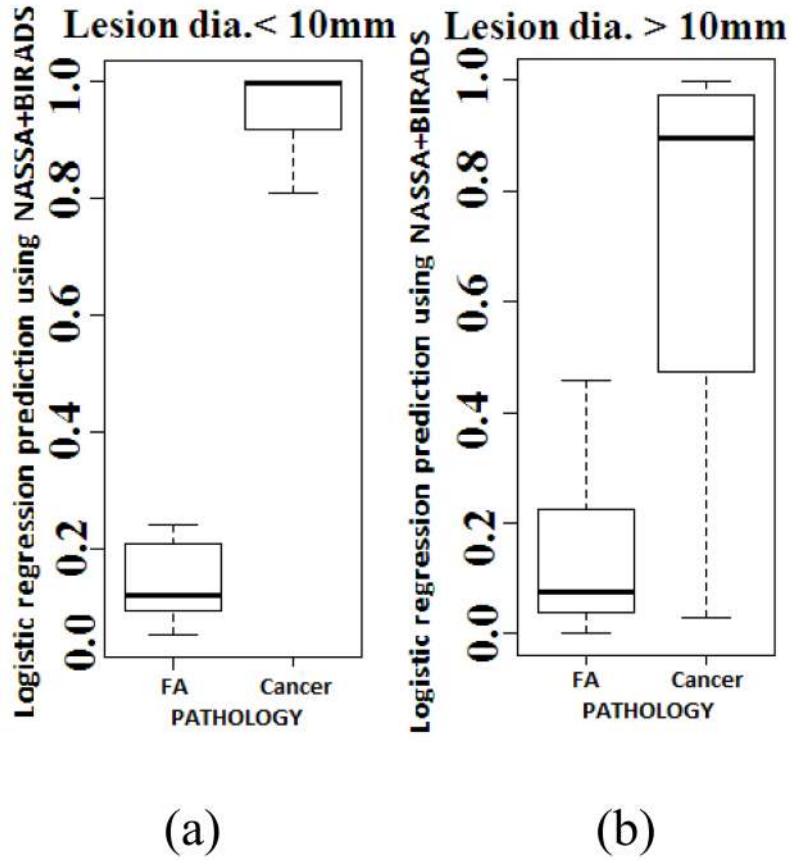 Lesion dia.< 10mm
Logistic regression prediction using NASSA+BIRADS
1.0
0.8
0.6
0.4
0.2
0.0
FA Cancer
PATHOLOGY
(a)
Lesion dia. > 10mm
Logistic regression prediction using NASSA+BIRADS
1.0
0.8
0.6
0.4
0.2
0.0
FA Cancer
PATHOLOGY
(b)